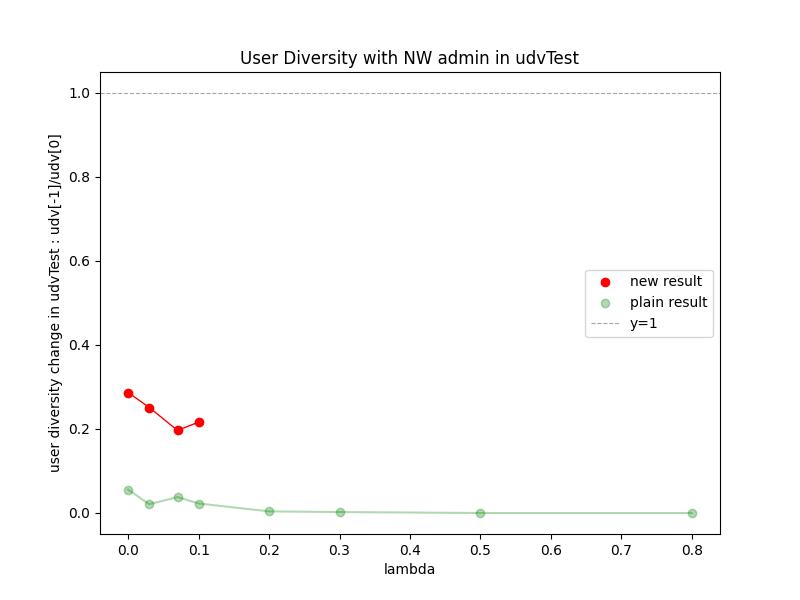 User Diversity with NW admin in udvTest
1.0
0.8
0.6
0.4
0.2
0.0
user diversity change in udvTest : udv[-1]/udv[0]
new result
plain result
y=1
0.0 0.1 0.2 0.3 0.4 0.5 0.6 0.7 0.8
lambda